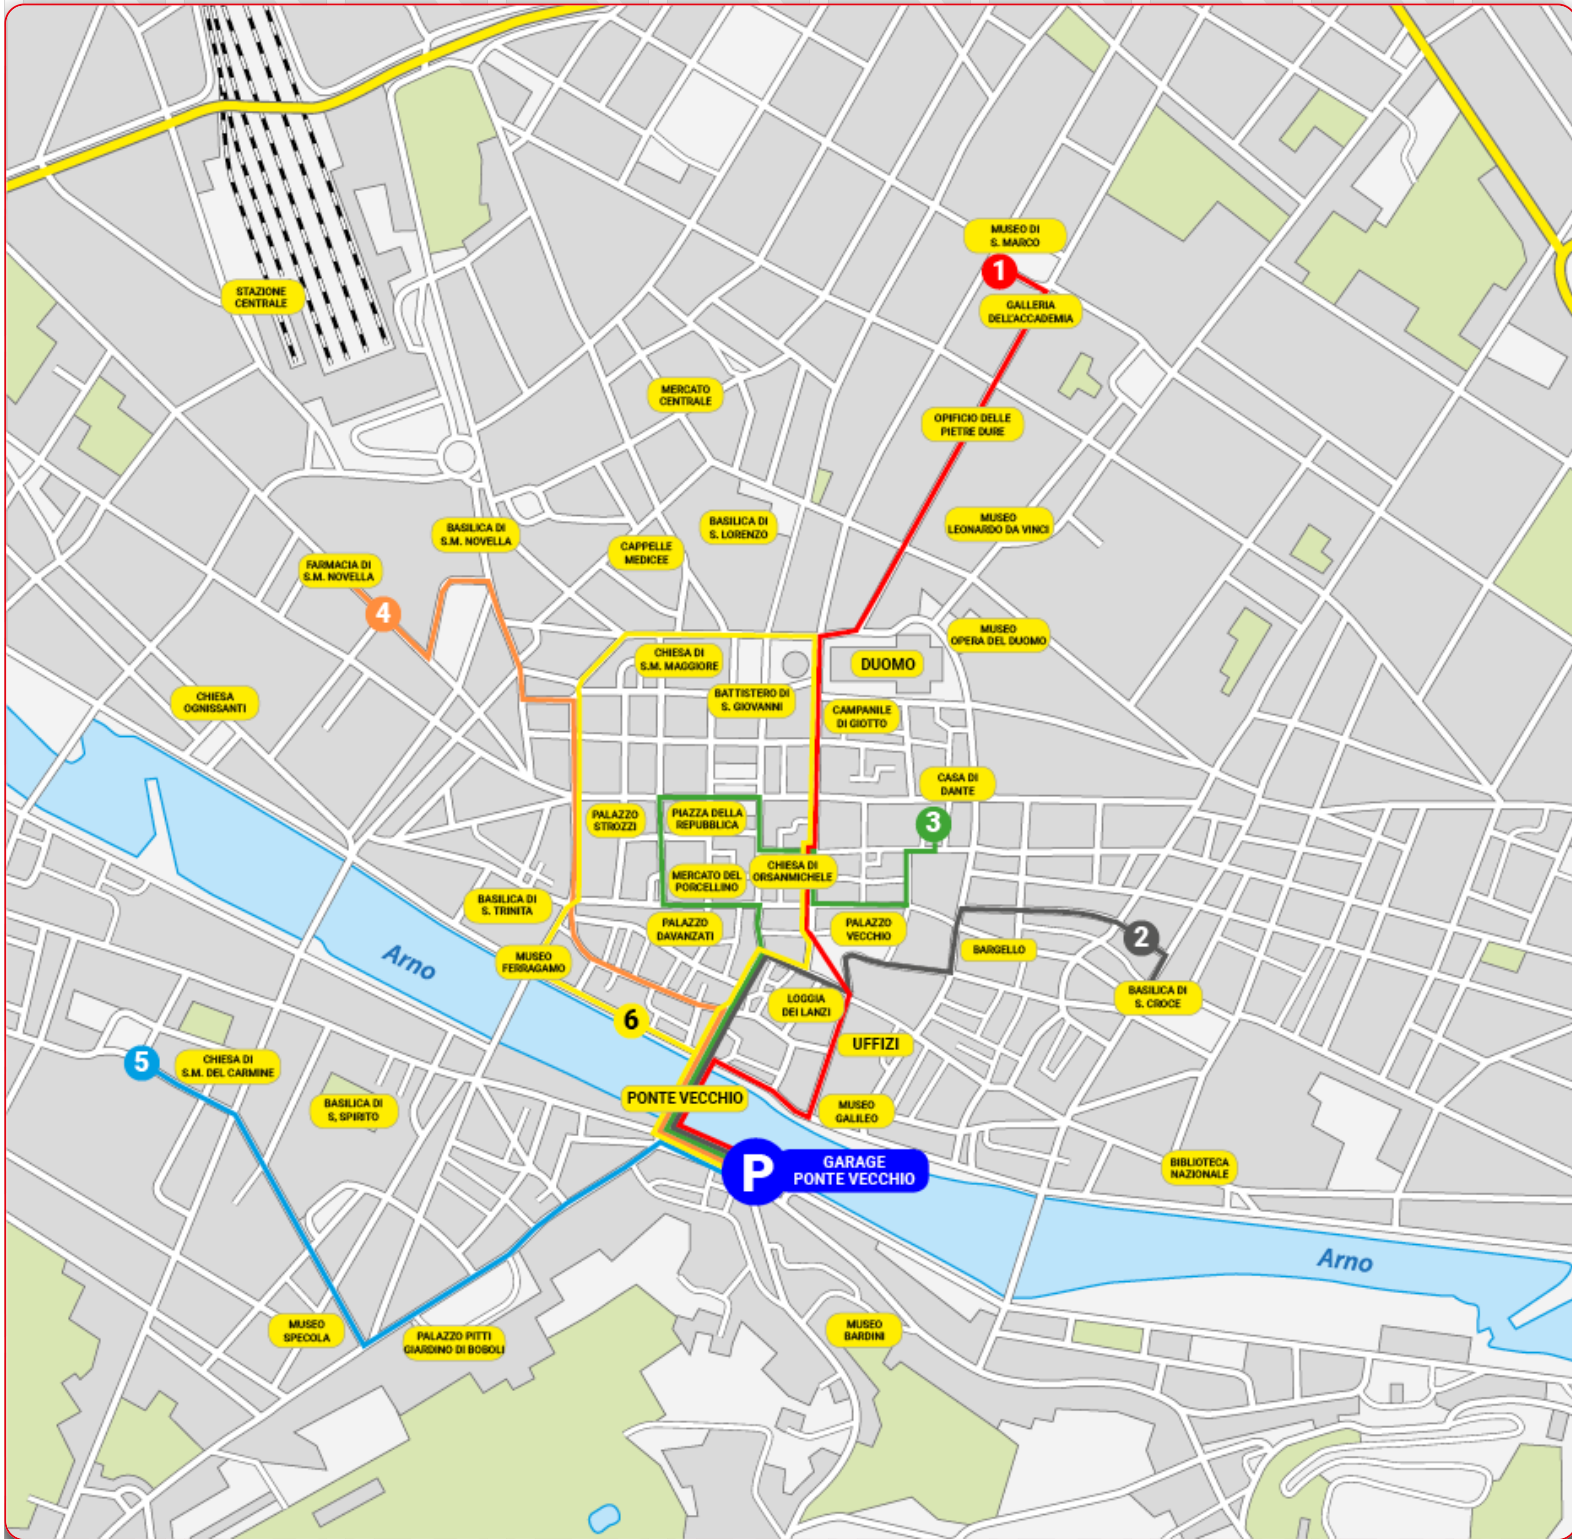 MUSEO DI
S. MARCO
1
GALLERIA
DELL'ACCADEMIA
STAZIONE
CENTRALE
MERCATO
CENTRALE
OPIFICIO DELLE
PIETRE DURE
MUSEO
LEONARDO DA VINCI
BASILICA DI
S. LORENZO
BASILICA DI
S.M. NOVELLA
CAPPELLE
MEDICEE
FARMACIA DI
S.M. NOVELLA
4
MUSEO
OPERA DEL DUOMO
CHIESA DI
S.M. MAGGIORE
DUOMO
CHIESA
OGNISSANTI
BATTISTERO DI
S. GIOVANNI
CAMPANILE
DI GIOTTO
CASA DI
DANTE
3
PALAZZO
STROZZI
PIAZZA DELLA
REPUBBLICA
CHIESA DI
ORSANMICHELE
MERCATO DEL
PORCELLINO
BASILICA DI
S. TRINITA
PALAZZO
DAVANZATI
PALAZZO
VECCHIO
BARGELLO
2
MUSEO
FERRAGAMO
Arno
BASILICA DI
S. CROCE
LOGGIA
DEI LANZI
6
UFFIZI
5
CHIESA DI
S.M. DEL CARMINE
BASILICA DI
S, SPIRITO
PONTE VECCHIO
MUSEO
GALILEO
P
GARAGE
PONTE VECCHIO
BIBLIOTECA
NAZIONALE
Arno
MUSEO
SPECOLA
PALAZZO PITTI
GIARDINO DI BOBOLI
MUSEO
BARDINI